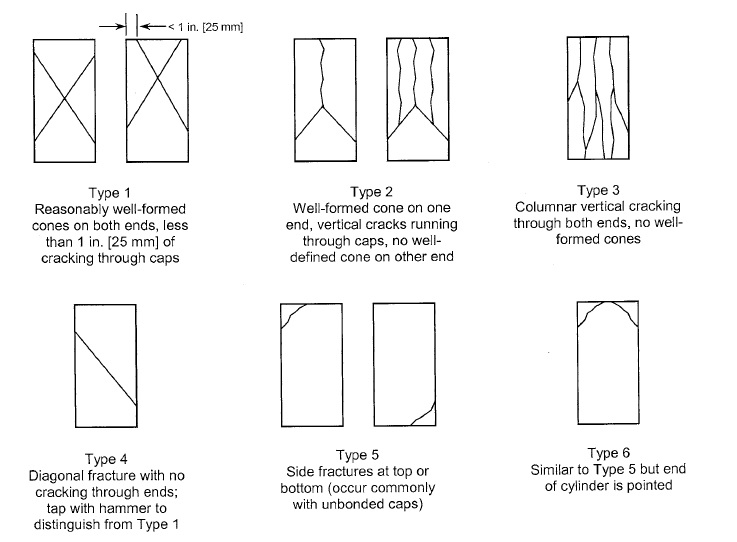 < 1 in. [25 mm]
Type 1
Reasonably well-formed
cones on both ends, less
than 1 in. [25 mm] of
cracking through caps
Type 2
Well-formed cone on one
end, vertical cracks running
through caps, no well-
defined cone on other end
Type 3
Columnar vertical cracking
through both ends, no well-
formed cones
Type 4
Diagonal fracture with no
cracking through ends;
tap with hammer to
distinguish from Type 1
Type 5
Side fractures at top or
bottom (occur commonly
with unbonded caps)
Type 6
Similar to Type 5 but end
of cylinder is pointed